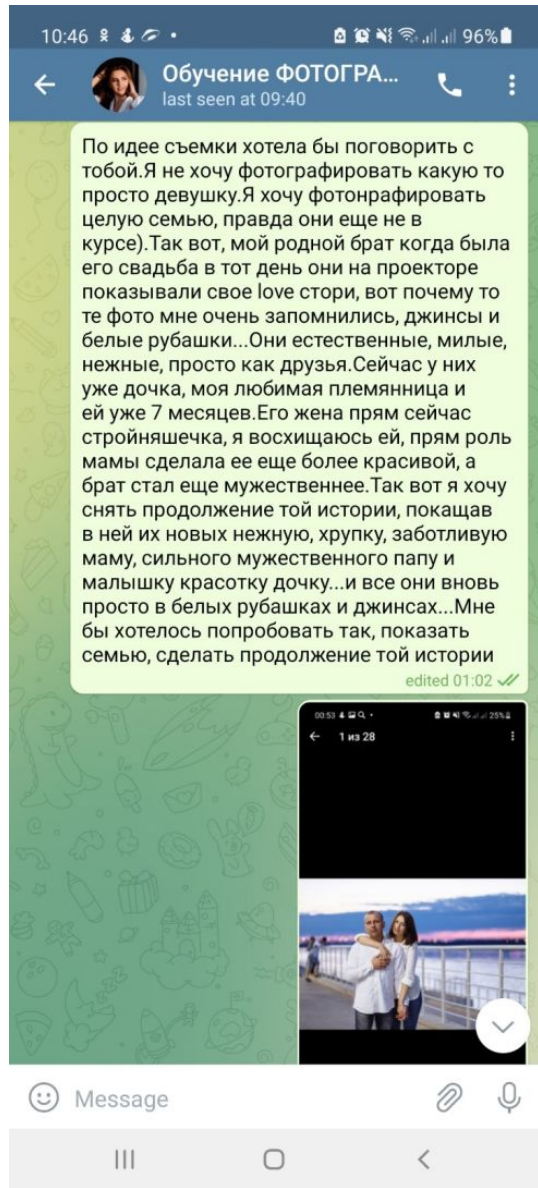 10:46
96%
Обучение ФОТОГРА...
last seen at 09:40
По идее съемки хотела бы поговорить с
тобой.Я не хочу фотографировать какую то
просто девушку.Я хочу фотонрафировать
целую семью, правда они еще не в
курсе).Так вот, мой родной брат когда была
его свадьба в тот день они на проекторе
показывали свое love стори, вот почему то
те фото мне очень запомнились, джинсы и
белые рубашки...Они естественные, милые,
нежные, просто как друзья.Сейчас у них
уже дочка, моя любимая племянница и
ей уже 7 месяцев.Его жена прям сейчас
стройняшечка, я восхищаюсь ей, прям роль
мамы сделала ее еще более красивой, а
брат стал еще мужественнее.Так вот я хочу
снять продолжение той истории, покащав
в ней их новых нежную, хрупку, заботливую
маму, сильного мужественного папу и
малышку красотку дочку...и все они вновь
просто в белых рубашках и джинсах...Мне
бы хотелось попробовать так, показать
семью, сделать продолжение той истории
edited 01:02
00:53
25%
1 из 28
Message